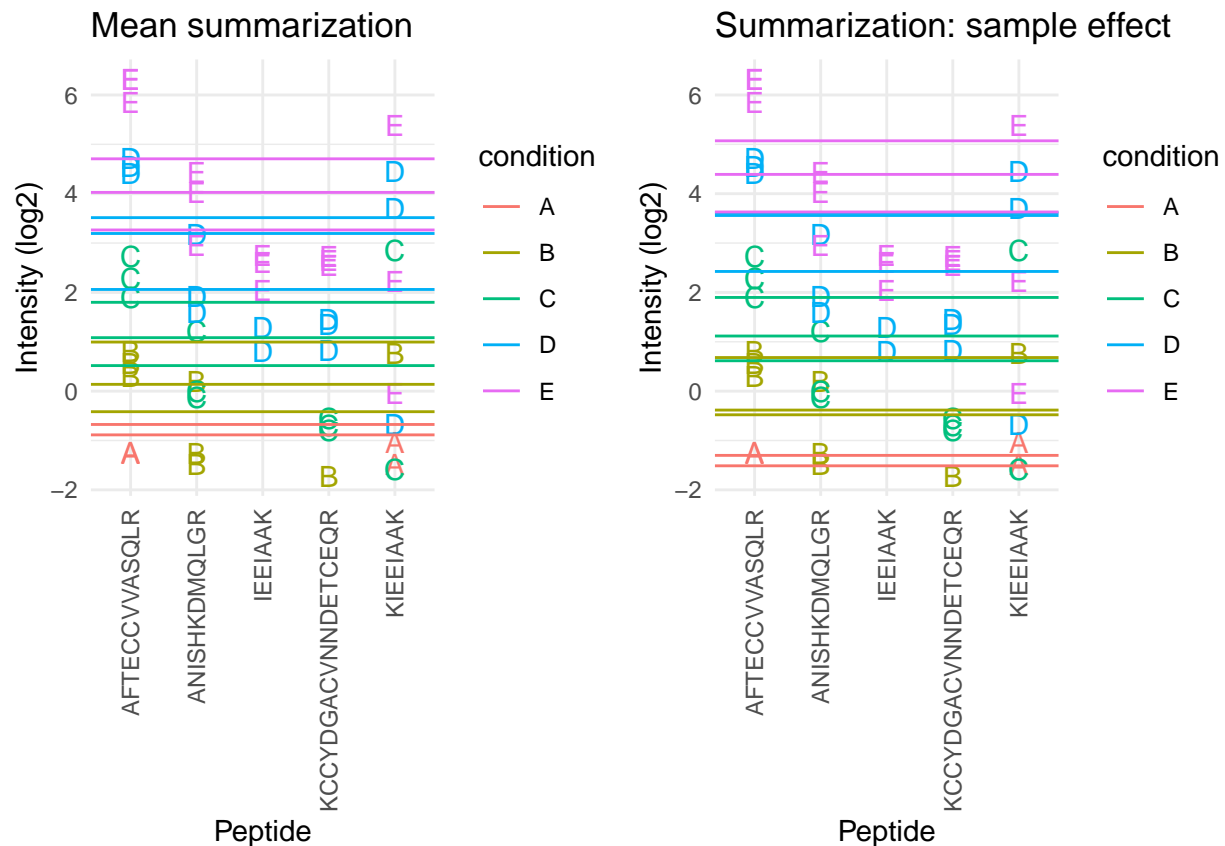 Mean summarization
Intensity (log2)
6
4
2
0
−2
E
E
E
D
D
D
C
C
C
B
B
B
A
E
E
E
D
D
D
C
C
C
B
B
B
E
E
E
D
D
E
E
E
D
D
D
C
C
C
B
E
D
D
C
E
B
E
D
A
A
C
AFTECCVVASQLR
ANISHKDMQLGR
IEEIAAK
KCCYDGACVNNDETCEQR
KIEEIAAK
Peptide
condition
A
B
C
D
E
Summarization: sample effect
Intensity (log2)
6
4
2
0
−2
E
E
E
D
D
D
C
C
C
B
B
B
A
E
E
E
D
D
D
C
C
C
B
B
B
E
E
E
D
D
E
E
E
D
D
D
C
C
C
B
E
D
D
C
E
B
E
D
A
A
C
AFTECCVVASQLR
ANISHKDMQLGR
IEEIAAK
KCCYDGACVNNDETCEQR
KIEEIAAK
Peptide
condition
A
B
C
D
E